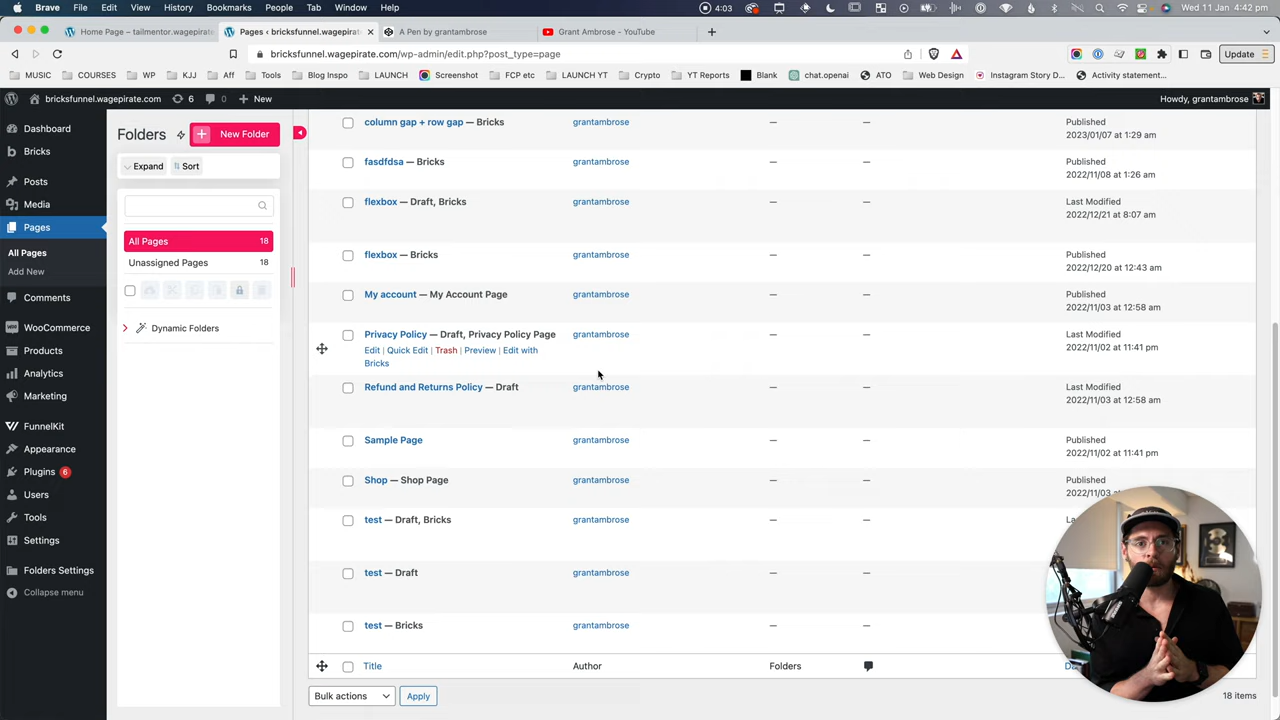 Brave File Edit View History Bookmarks People Tab Window Help 4:03 Wed 11 Jan 4:42 pm
Home Page – tailmentor.wagepirate Pages ‹ bricksfunnel.wagepirat A Pen by grantambrose Grant Ambrose - YouTube
bricksfunnel.wagepirate.com/wp-admin/edit.php?post_type=page Update
MUSIC COURSES WP KJJ Aff Tools Blog Inspo LAUNCH Screenshot FCP etc LAUNCH YT Crypto YT Reports Blank chat.openai ATO Web Design Instagram Story D... Activity statement...
bricksfunnel.wagepirate.com 6 0 New Howdy, grantambrose
Dashboard
Bricks
Posts
Media
Pages
All Pages
Add New
Comments
WooCommerce
Products
Analytics
Marketing
FunnelKit
Appearance
Plugins 6
Users
Tools
Settings
Folders Settings
Collapse menu
Folders New Folder
Expand Sort
All Pages 18
Unassigned Pages 18
Dynamic Folders
column gap + row gap — Bricks grantambrose — — Published
2023/01/07 at 1:29 am
fasdfdsa — Bricks grantambrose — — Published
2022/11/08 at 1:26 am
flexbox — Draft, Bricks grantambrose — — Last Modified
2022/12/21 at 8:07 am
flexbox — Bricks grantambrose — — Published
2022/12/20 at 12:43 am
My account — My Account Page grantambrose — — Published
2022/11/03 at 12:58 am
Privacy Policy — Draft, Privacy Policy Page grantambrose — — Last Modified
Edit | Quick Edit | Trash | Preview | Edit with 2022/11/02 at 11:41 pm
Bricks
Refund and Returns Policy — Draft grantambrose — — Last Modified
2022/11/03 at 12:58 am
Sample Page grantambrose — — Published
2022/11/02 at 11:41 pm
Shop — Shop Page grantambrose — — Published
2022/11/03
test — Draft, Bricks grantambrose — —
test — Draft grantambrose — —
test — Bricks grantambrose — —
Title Author Folders
Bulk actions Apply 18 items